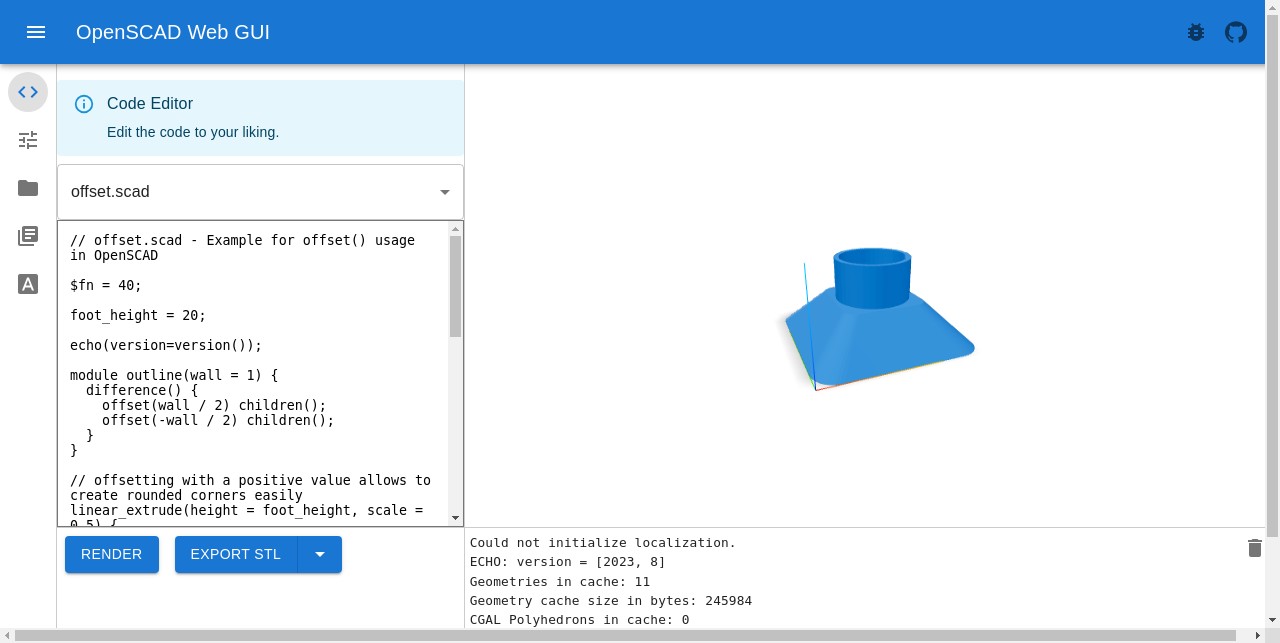 OpenSCAD Web GUI
Code Editor
Edit the code to your liking.
offset.scad
// offset.scad - Example for offset() usage
in OpenSCAD
$fn = 40;
foot_height = 20;
echo(version=version());
module outline(wall = 1) {
difference() {
offset(wall / 2) children();
offset(-wall / 2) children();
}
}
// offsetting with a positive value allows to
create rounded corners easily
linear_extrude(height = foot_height, scale =
0.5) {
RENDER
EXPORT STL
Could not initialize localization.
ECHO: version = [2023, 8]
Geometries in cache: 11
Geometry cache size in bytes: 245984
CGAL Polyhedrons in cache: 0